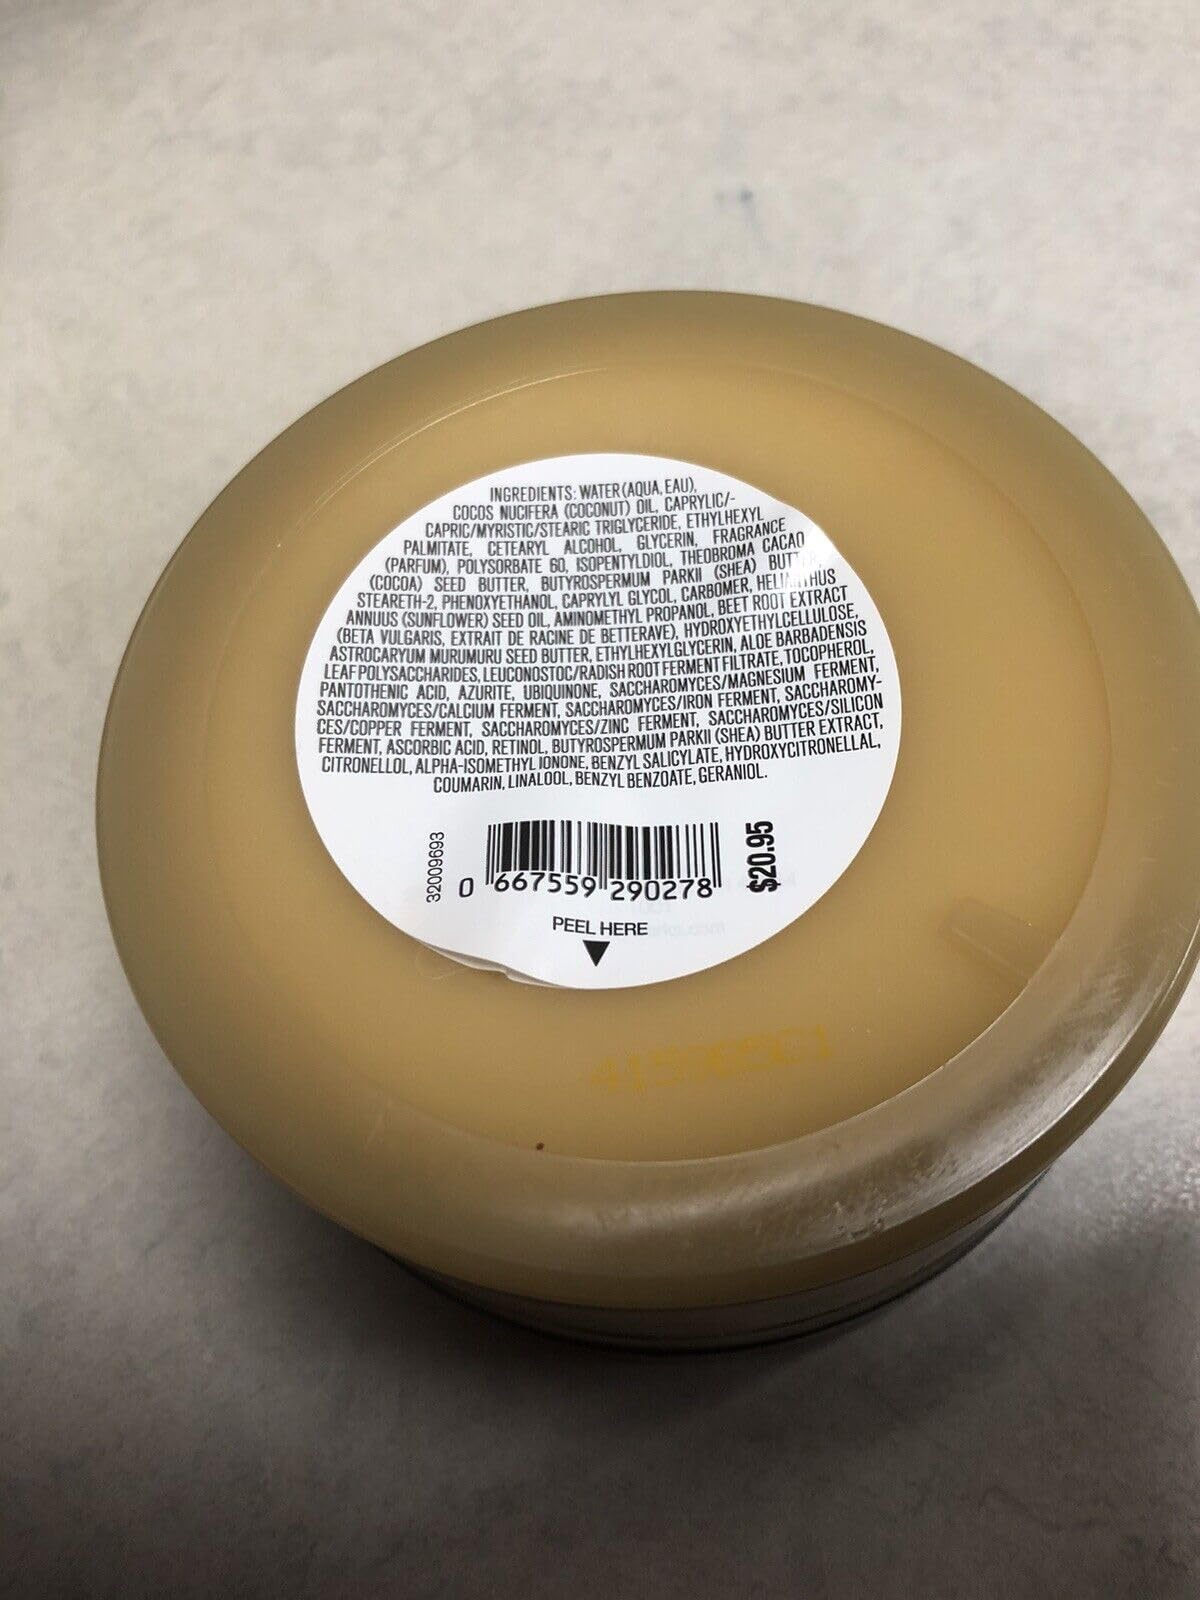 INGREDIENTS: WATER (AQUA, EAU),
COCOS NUCIFERA (COCONUT) OIL, CAPRYLIC/-
CAPRIC/MYRISTIC/STEARIC TRIGLYCERIDE, ETHYLHEXYL
PALMITATE, CETEARYL ALCOHOL, GLYCERIN, FRAGRANCE
(PARFUM), POLYSORBATE 60, ISOPENTYLDIOL, THEOBROMA CACAO
(COCOA) SEED BUTTER, BUTYROSPERMUM PARKII (SHEA) BUTTER,
STEARETH-2, PHENOXYETHANOL, CAPRYLYL GLYCOL, CARBOMER, HELIANTHUS
ANNUUS (SUNFLOWER) SEED OIL, AMINOMETHYL PROPANOL, BEET ROOT EXTRACT
(BETA VULGARIS, EXTRAIT DE RACINE DE BETTERAVE), HYDROXYETHYLCELLULOSE,
ASTROCARYUM MURUMURU SEED BUTTER, ETHYLHEXYLGLYCERIN, ALOE BARBADENSIS
LEAF POLYSACCHARIDES, LEUCONOSTOC/RADISH ROOT FERMENT FILTRATE, TOCOPHEROL,
PANTOTHENIC ACID, AZURITE, UBIQUINONE, SACCHAROMYCES/MAGNESIUM FERMENT,
SACCHAROMYCES/CALCIUM FERMENT, SACCHAROMYCES/IRON FERMENT, SACCHAROMY-
CES/COPPER FERMENT, SACCHAROMYCES/ZINC FERMENT, SACCHAROMYCES/SILICON
FERMENT, ASCORBIC ACID, RETINOL, BUTYROSPERMUM PARKII (SHEA) BUTTER EXTRACT,
CITRONELLOL, ALPHA-ISOMETHYL IONONE, BENZYL SALICYLATE, HYDROXYCITRONELLAL,
COUMARIN, LINALOOL, BENZYL BENZOATE, GERANIOL.
32009693
0 667559 290278
$20.95
PEEL HERE